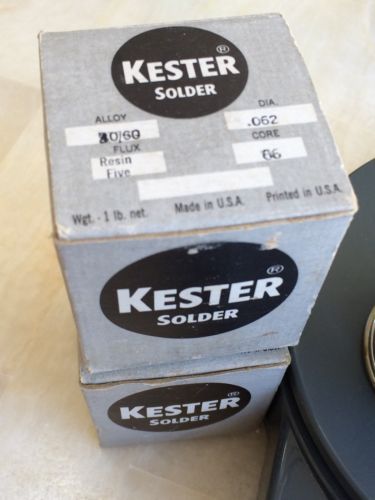 KESTER®
SOLDER
ALLOY
40/60
DIA.
.062
FLUX
Resin
Five
CORE
66
Wgt. - 1 lb. net.
Made in U.S.A.
Printed in U.S.A.
KESTER®
SOLDER
KESTER®
SOLDER